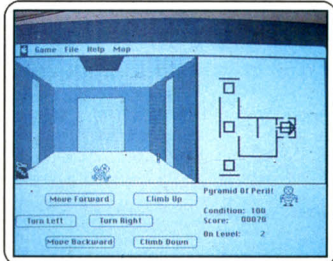 Game File Help Map
Pyramid Of Peril!
Condition: 100
Score: 00070
On Level: 2
Move Forward
Climb Up
Turn Left
Turn Right
Move Backward
Climb Down